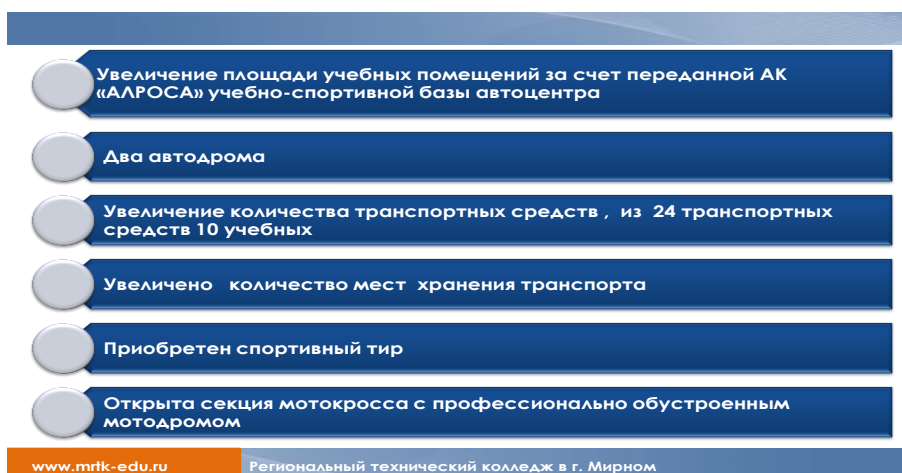 Увеличение площади учебных помещений за счет переданной АК
«АЛРОСА» учебно-спортивной базы автоцентра
Два автодрома
Увеличение количества транспортных средств , из 24 транспортных
средств 10 учебных
Увеличено количество мест хранения транспорта
Приобретен спортивный тир
Открыта секция мотокросса с профессионально обустроенным
мотодромом
www.mrtk-edu.ru Региональный технический колледж в г. Мирном